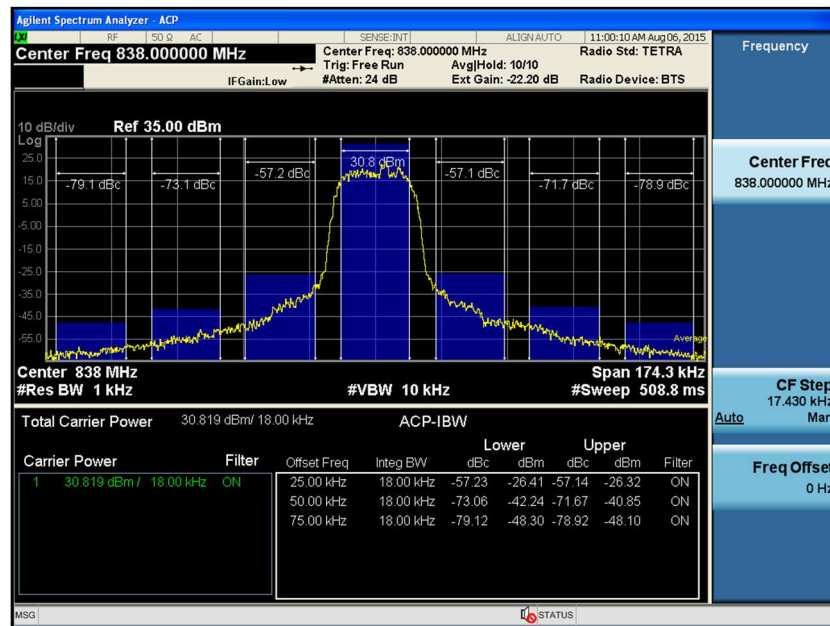 Agilent Spectrum Analyzer - ACP
LXI RF 50 Ω AC SENSE:INT ALIGN AUTO 11:00:10 AM Aug 06, 2015
Center Freq 838.000000 MHz
Center Freq: 838.000000 MHz Radio Std: TETRA
Trig: Free Run Avg|Hold: 10/10
IFGain:Low #Atten: 24 dB Ext Gain: -22.20 dB Radio Device: BTS
10 dB/div Ref 35.00 dBm
Log
25.0
15.0
5.00
-5.00
-15.0
-25.0
-35.0
-45.0
-55.0
-79.1 dBc
-73.1 dBc
-57.2 dBc
30.8 dBm
-57.1 dBc
-71.7 dBc
-78.9 dBc
Average
Center 838 MHz Span 174.3 kHz
#Res BW 1 kHz #VBW 10 kHz #Sweep 508.8 ms
Total Carrier Power 30.819 dBm/ 18.00 kHz ACP-IBW
Lower Upper
Carrier Power Filter Offset Freq Integ BW dBc dBm dBc dBm Filter
1 30.819 dBm / 18.00 kHz ON
25.00 kHz 18.00 kHz -57.23 -26.41 -57.14 -26.32 ON
50.00 kHz 18.00 kHz -73.06 -42.24 -71.67 -40.85 ON
75.00 kHz 18.00 kHz -79.12 -48.30 -78.92 -48.10 ON
MSG STATUS
Frequency
Center Freq
838.000000 MHz
CF Step
17.430 kHz
Auto Man
Freq Offset
0 Hz